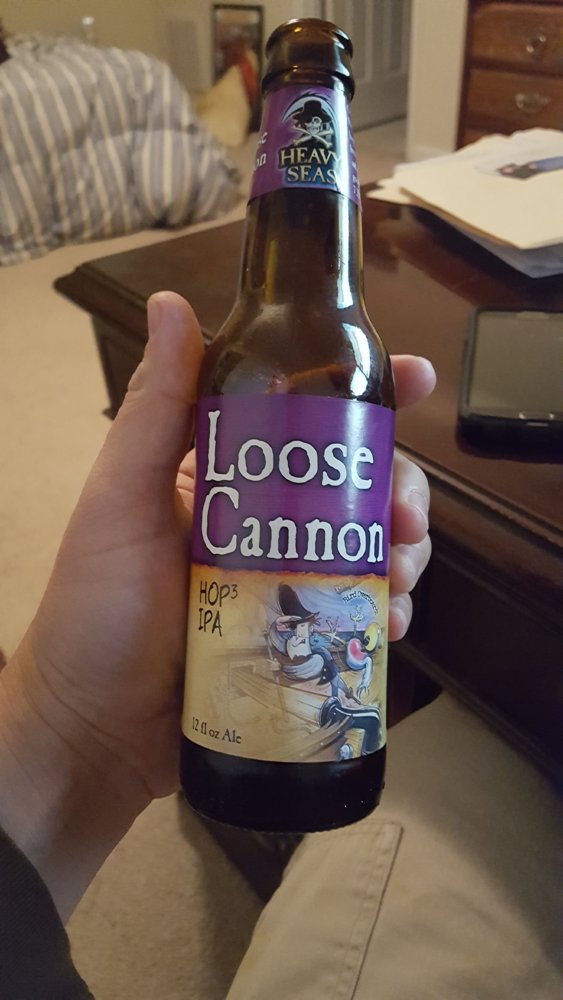 HEAVY
SEAS
Loose
Cannon
HOP³
IPA
12 fl oz Ale